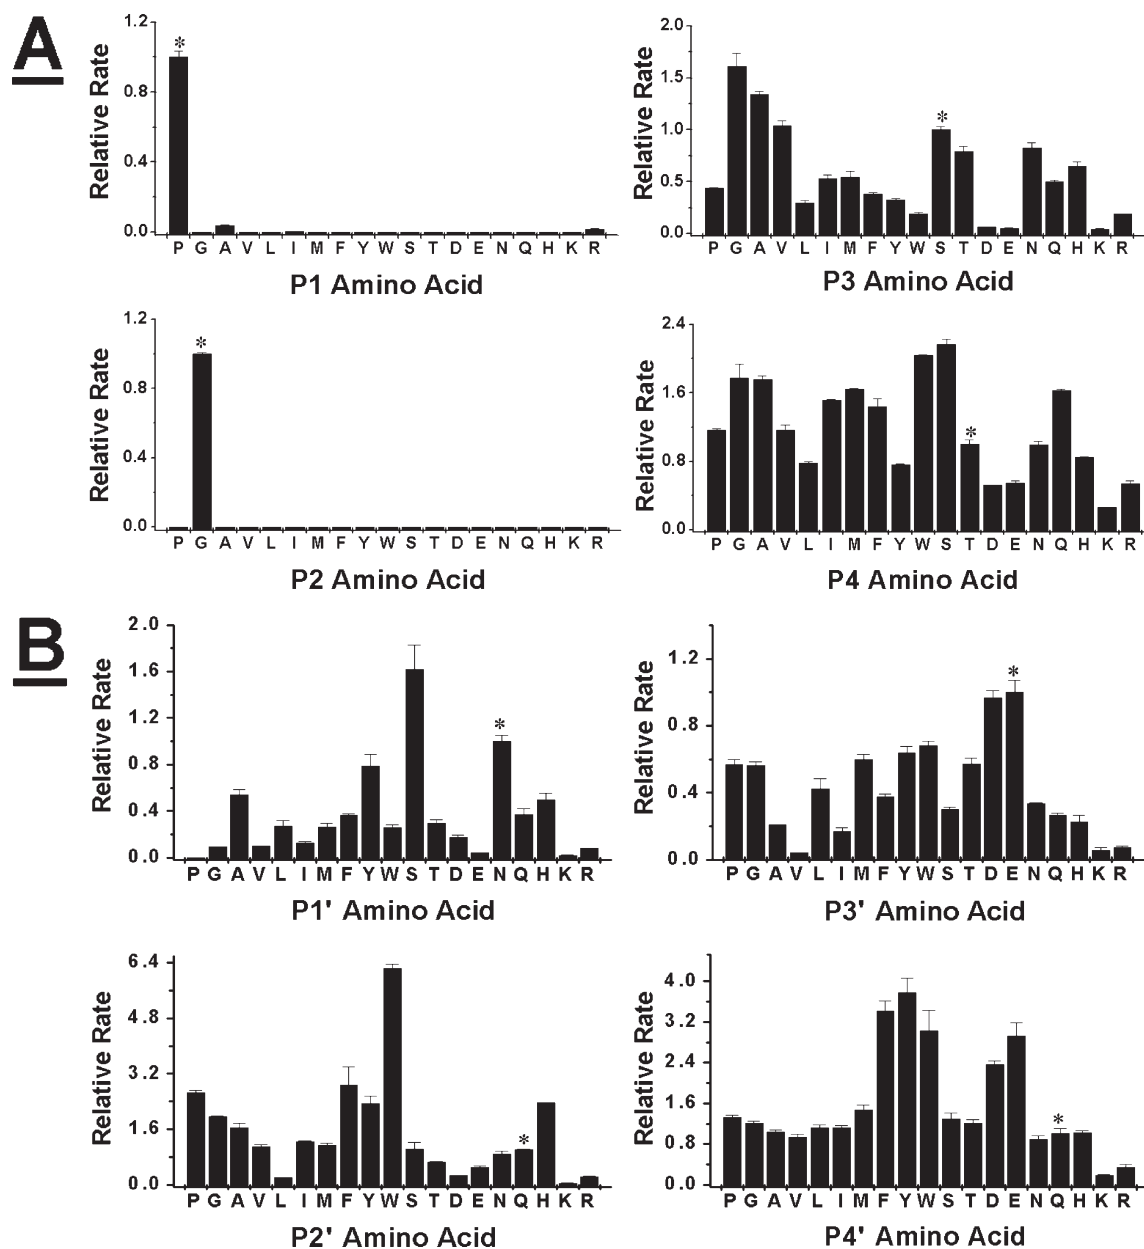 A
Relative Rate
1.2
0.8
0.4
0.0
*
P G A V L I M F Y W S T D E N Q H K R
P1 Amino Acid
Relative Rate
2.0
1.5
1.0
0.5
0.0
*
P G A V L I M F Y W S T D E N Q H K R
P3 Amino Acid
Relative Rate
1.2
0.8
0.4
0.0
*
P G A V L I M F Y W S T D E N Q H K R
P2 Amino Acid
Relative Rate
2.4
1.6
0.8
0.0
*
P G A V L I M F Y W S T D E N Q H K R
P4 Amino Acid
B
Relative Rate
2.0
1.6
1.2
0.8
0.4
0.0
*
P G A V L I M F Y W S T D E N Q H K R
P1' Amino Acid
Relative Rate
1.2
0.8
0.4
0.0
*
P G A V L I M F Y W S T D E N Q H K R
P3' Amino Acid
Relative Rate
6.4
4.8
3.2
1.6
0.0
*
P G A V L I M F Y W S T D E N Q H K R
P2' Amino Acid
Relative Rate
4.0
3.2
2.4
1.6
0.8
0.0
*
P G A V L I M F Y W S T D E N Q H K R
P4' Amino Acid